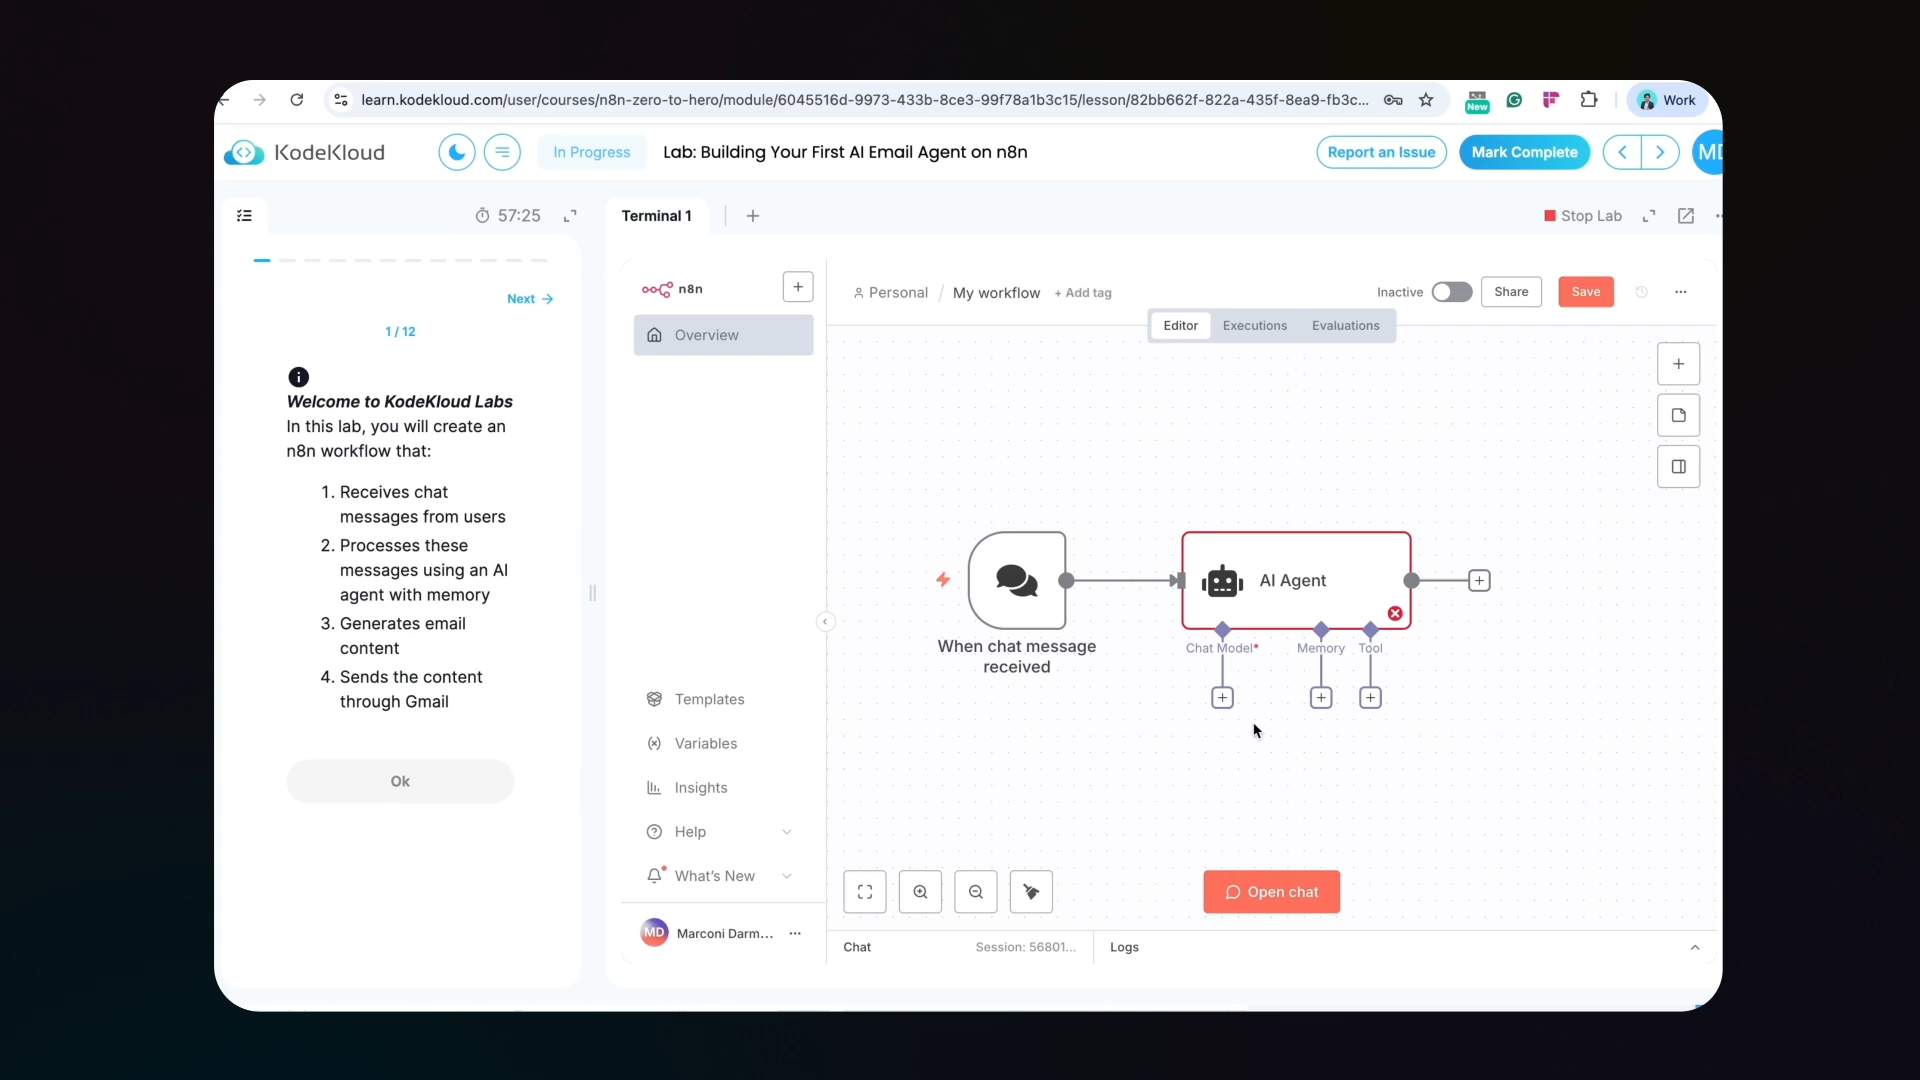 learn.kodekloud.com/user/courses/n8n-zero-to-hero/module/6045516d-9973-433b-8ce3-99f78a1b3c15/lesson/82bb662f-822a-435f-8ea9-fb3c...
New
Work
KodeKloud
In Progress
Lab: Building Your First AI Email Agent on n8n
Report an Issue
Mark Complete
MD
57:25
Terminal 1
Stop Lab
Next
1 / 12
Welcome to KodeKloud Labs
In this lab, you will create an
n8n workflow that:
1. Receives chat
messages from users
2. Processes these
messages using an AI
agent with memory
3. Generates email
content
4. Sends the content
through Gmail
Ok
n8n
Overview
Templates
Variables
Insights
Help
What's New
MD
Marconi Darm...
Personal / My workflow + Add tag
Inactive
Share
Save
Editor
Executions
Evaluations
When chat message
received
AI Agent
Chat Model*
Memory
Tool
Open chat
Chat
Session: 56801...
Logs